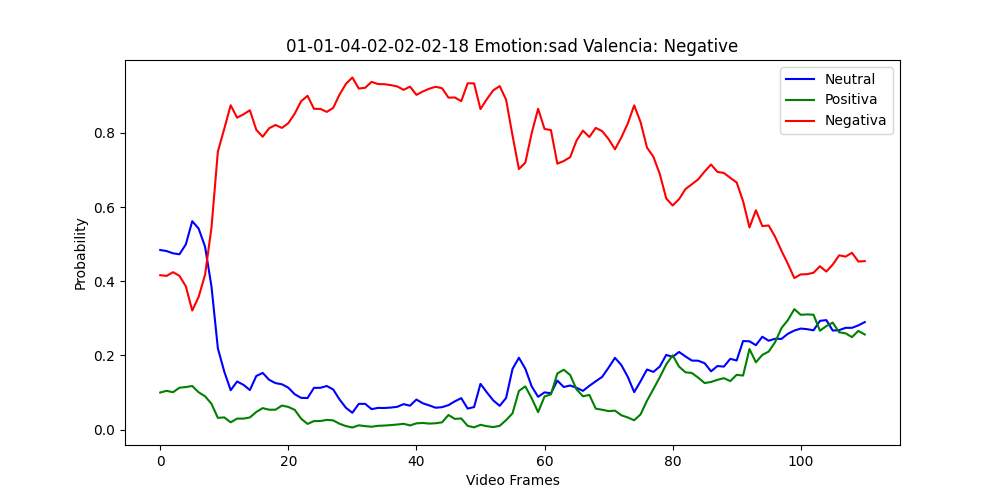 01-01-04-02-02-02-18 Emotion:sad Valencia: Negative
Neutral
Positiva
Negativa
Probability
0.8
0.6
0.4
0.2
0.0
0 20 40 60 80 100
Video Frames